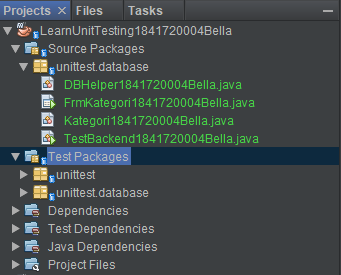 Projects × Files Tasks
LearnUnitTesting1841720004Bella
Source Packages
unittest.database
DBHelper1841720004Bella.java
FrmKategori1841720004Bella.java
Kategori1841720004Bella.java
TestBackend1841720004Bella.java
Test Packages
unittest
unittest.database
Dependencies
Test Dependencies
Java Dependencies
Project Files